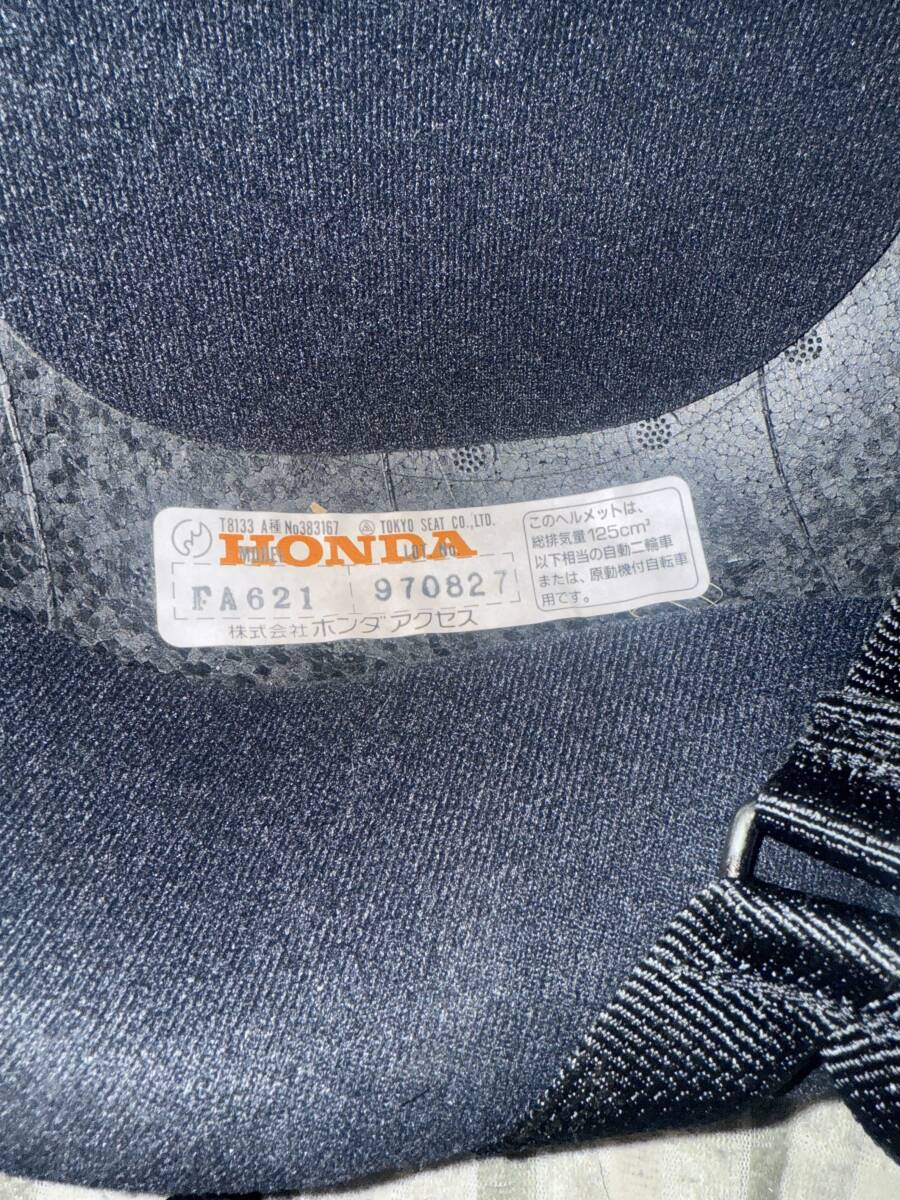 T8133 A種 No383167 TOKYO SEAT CO.,LTD.
HONDA
MODEL LOT No.
FA621 970827
株式会社ホンダアクセス
このヘルメットは、
総排気量125cm³
以下相当の自動二輪車
または、原動機付自転車
用です。